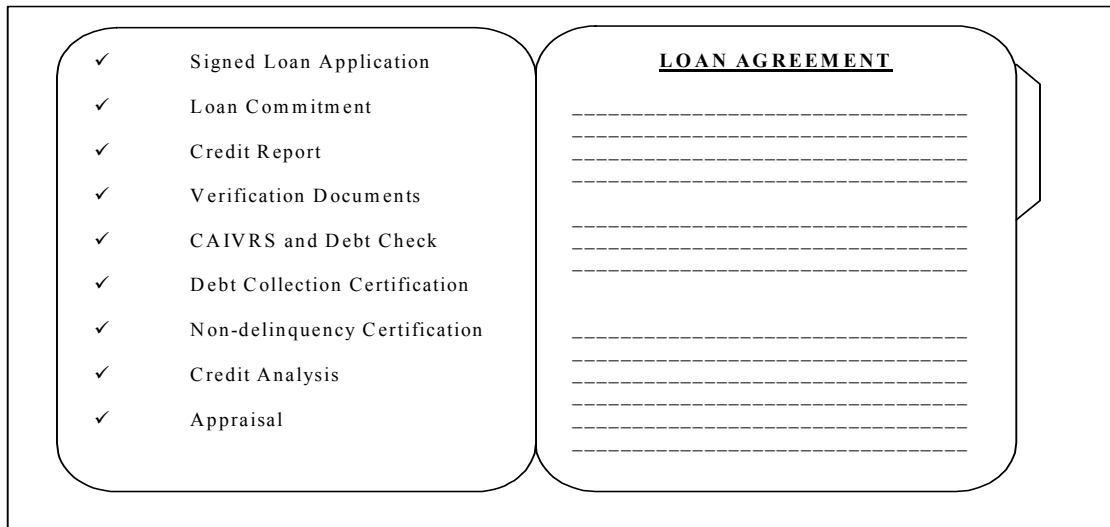 ✓ Signed Loan Application
✓ Loan Commitment
✓ Credit Report
✓ Verification Documents
✓ CAIVRS and Debt Check
✓ Debt Collection Certification
✓ Non-delinquency Certification
✓ Credit Analysis
✓ Appraisal
LOAN AGREEMENT